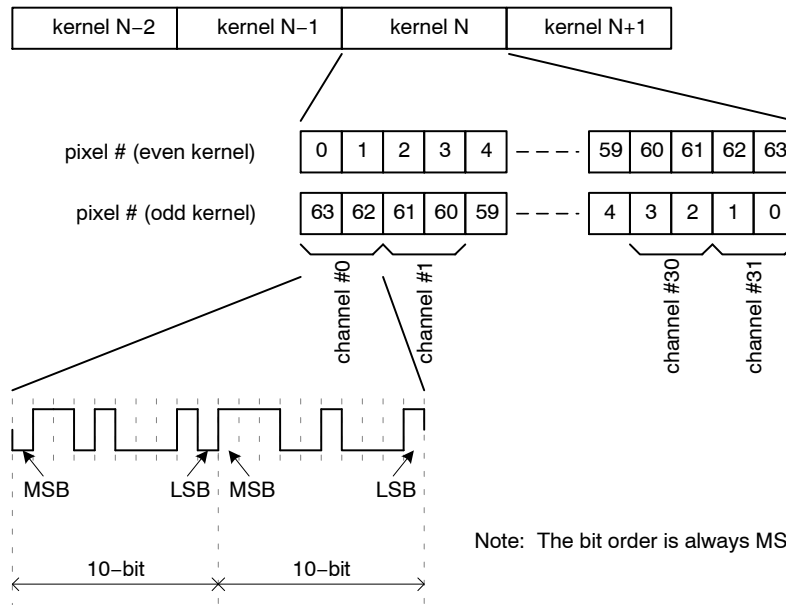 kernel N−2 kernel N−1 kernel N kernel N+1
pixel # (even kernel) 0 1 2 3 4 59 60 61 62 63
pixel # (odd kernel) 63 62 61 60 59 4 3 2 1 0
channel #0 channel #1 channel #30 channel #31
MSB LSB MSB LSB
Note: The bit order is always MS
10−bit 10−bit